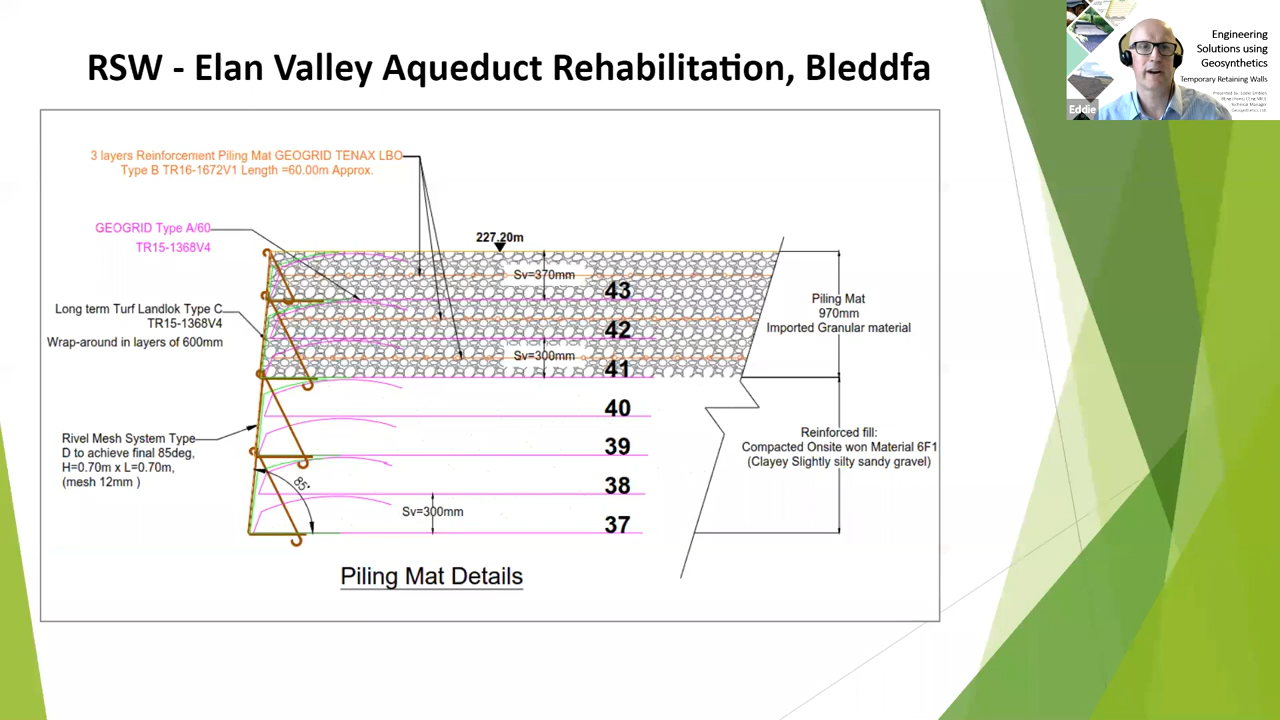 RSW - Elan Valley Aqueduct Rehabilitation, Bleddfa
Engineering
Solutions using
Geosynthetics
Temporary Retaining Walls
Technical Manager
Eddie
3 layers Reinforcement Piling Mat GEOGRID TENAX LBO
Type B TR16-1672V1 Length =60.00m Approx.
GEOGRID Type A/60
TR15-1368V4
227.20m
Sv=370mm
43
Long term Turf Landlok Type C
TR15-1368V4
Wrap-around in layers of 600mm
42
Sv=300mm
41
Piling Mat
970mm
Imported Granular material
40
Rivel Mesh System Type
D to achieve final 85deg,
H=0.70m x L=0.70m,
(mesh 12mm )
39
Reinforced fill:
Compacted Onsite won Material 6F1
(Clayey Slightly silty sandy gravel)
85°
38
Sv=300mm
37
Piling Mat Details